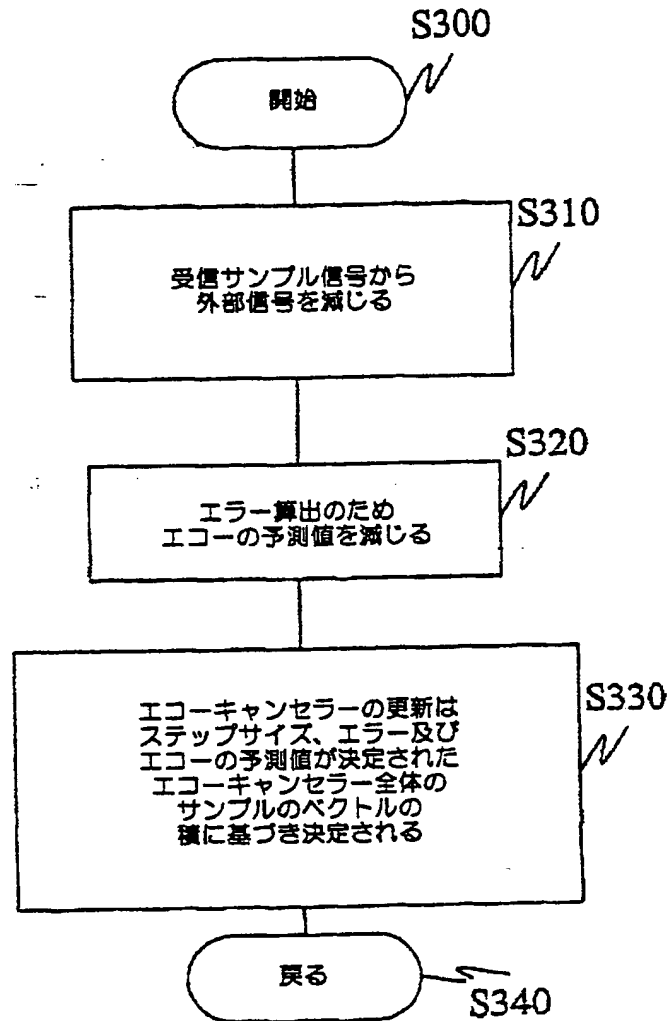 S300
開始
S310
受信サンプル信号から
外部信号を減じる
S320
エラー算出のため
エコーの予測値を減じる
S330
エコーキャンセラーの更新は
ステップサイズ、エラー及び
エコーの予測値が決定された
エコーキャンセラー全体の
サンプルのベクトルの
積に基づき決定される
戻る
S340